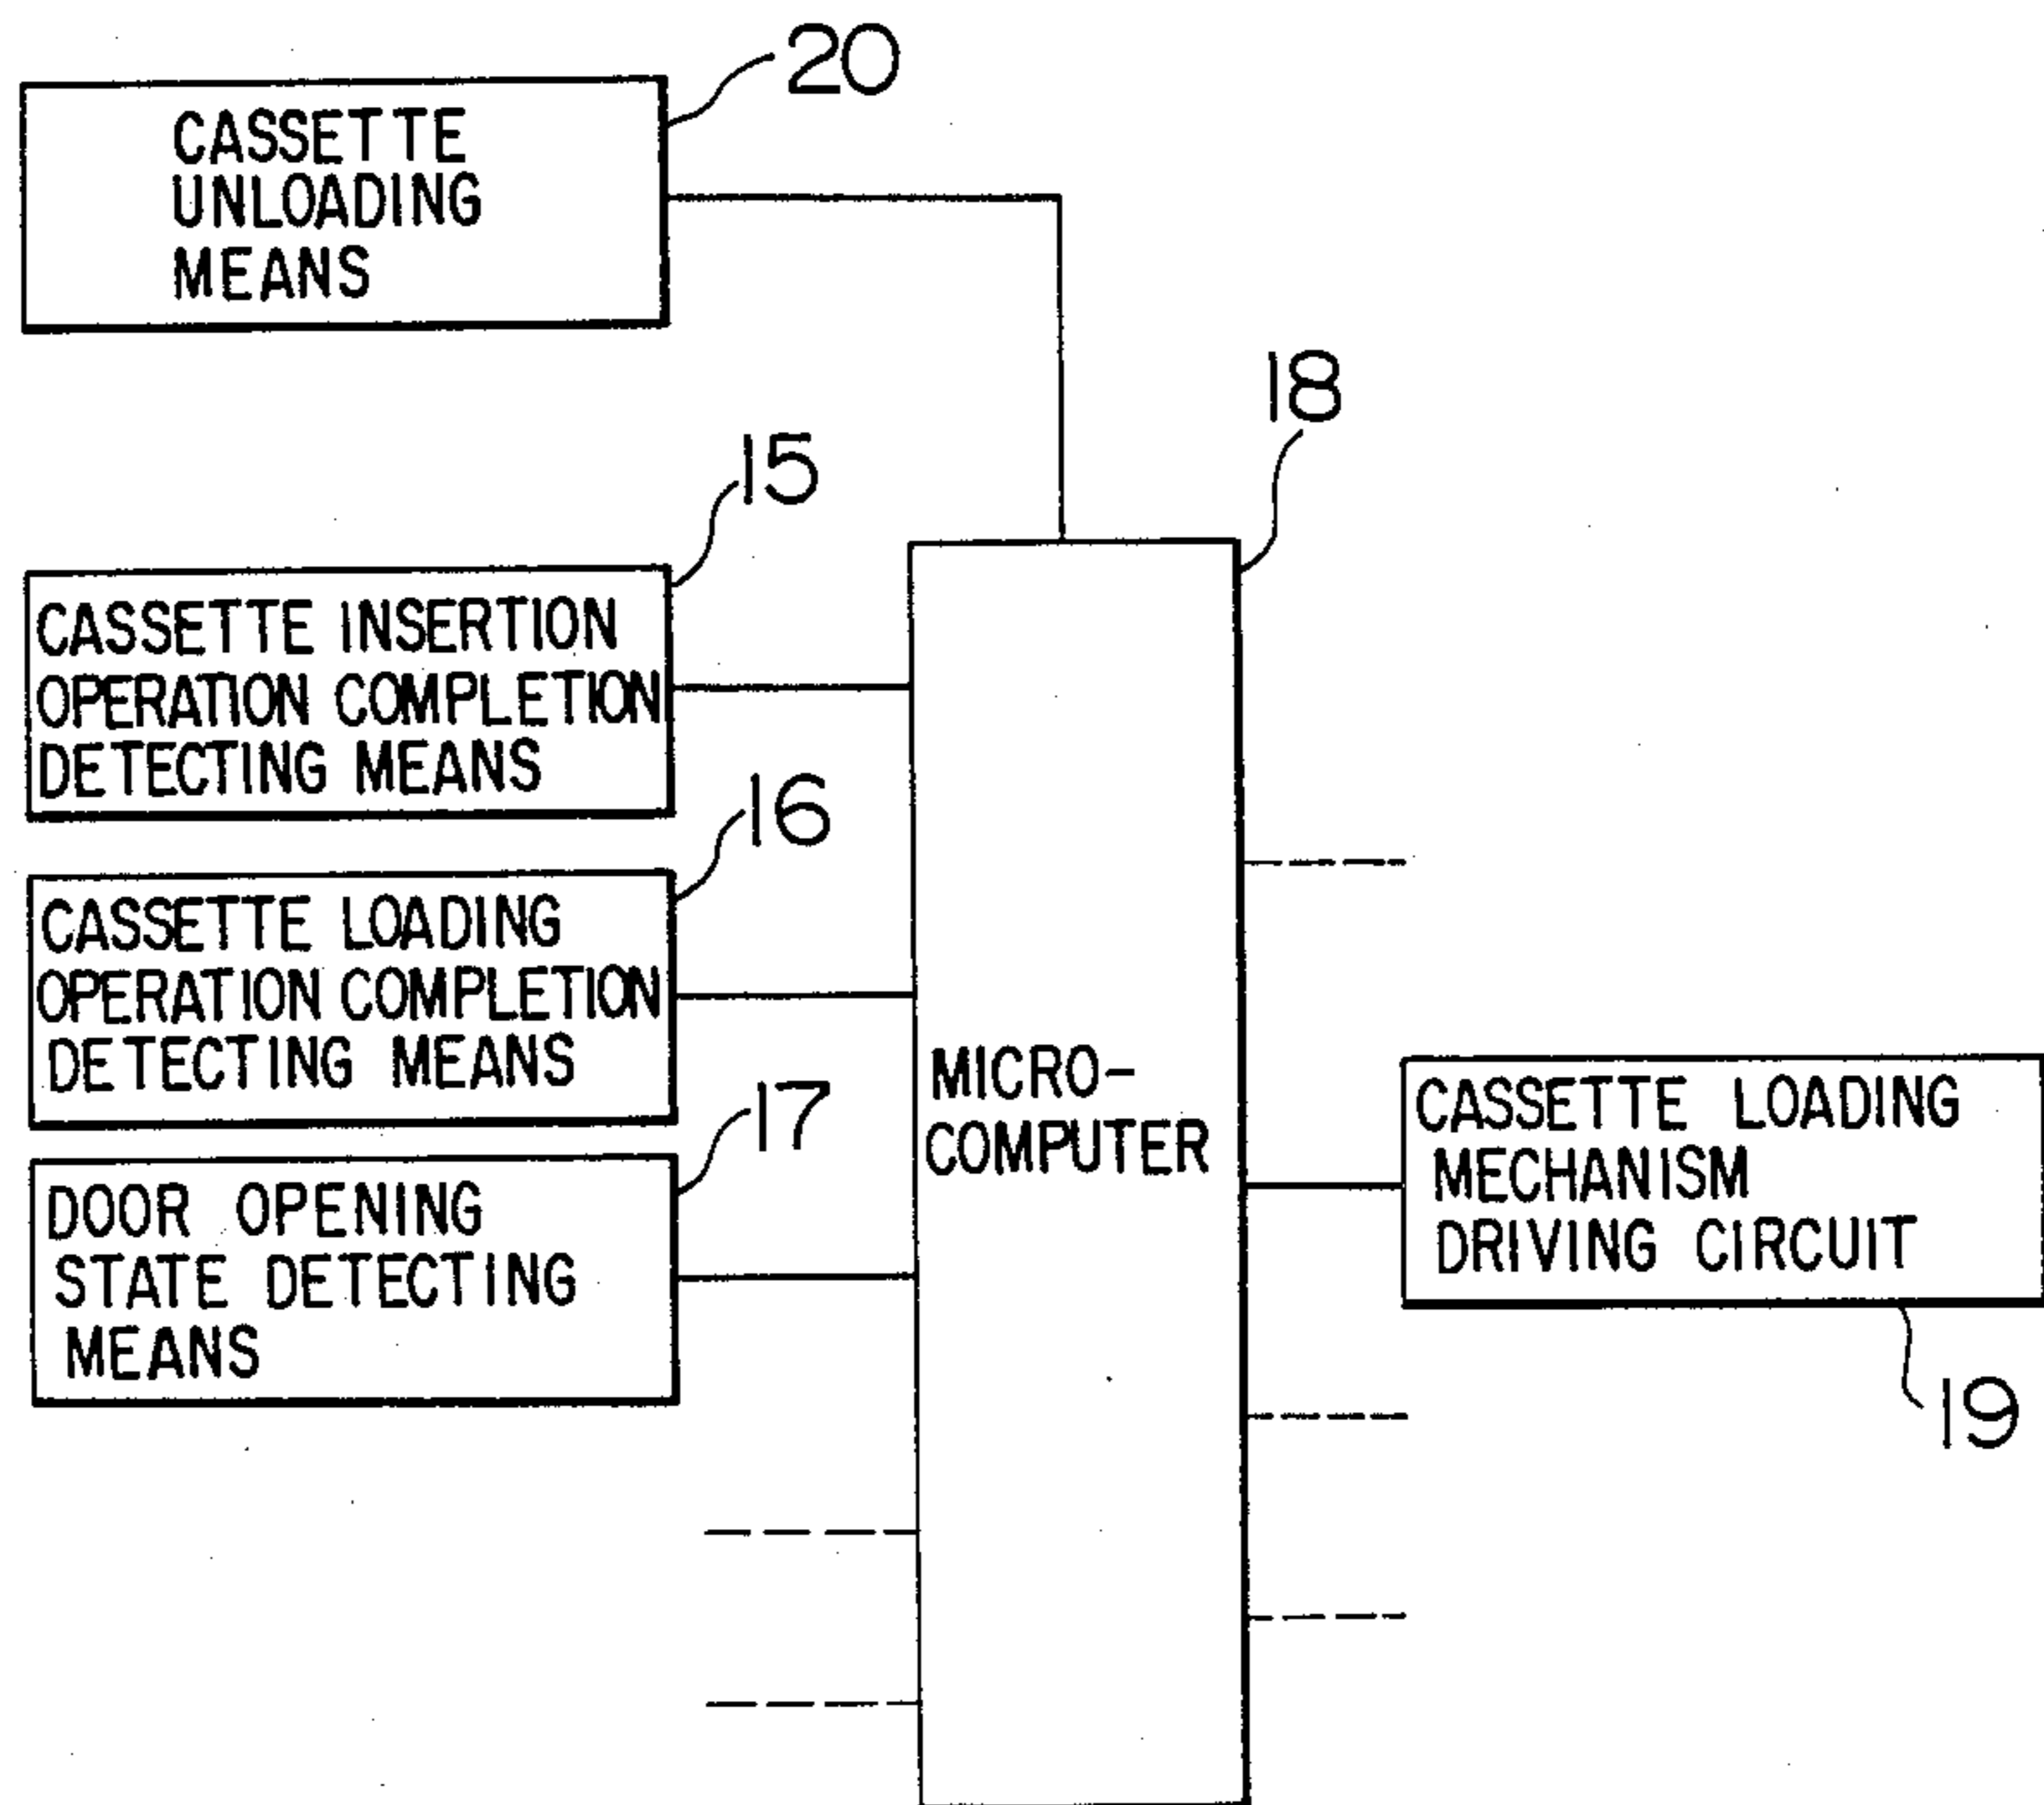 20
CASSETTE
UNLOADING
MEANS
18
15
CASSETTE INSERTION
OPERATION COMPLETION
DETECTING MEANS
16
CASSETTE LOADING
OPERATION COMPLETION
DETECTING MEANS
17
DOOR OPENING
STATE DETECTING
MEANS
MICRO-
COMPUTER
CASSETTE LOADING
MECHANISM
DRIVING CIRCUIT
19